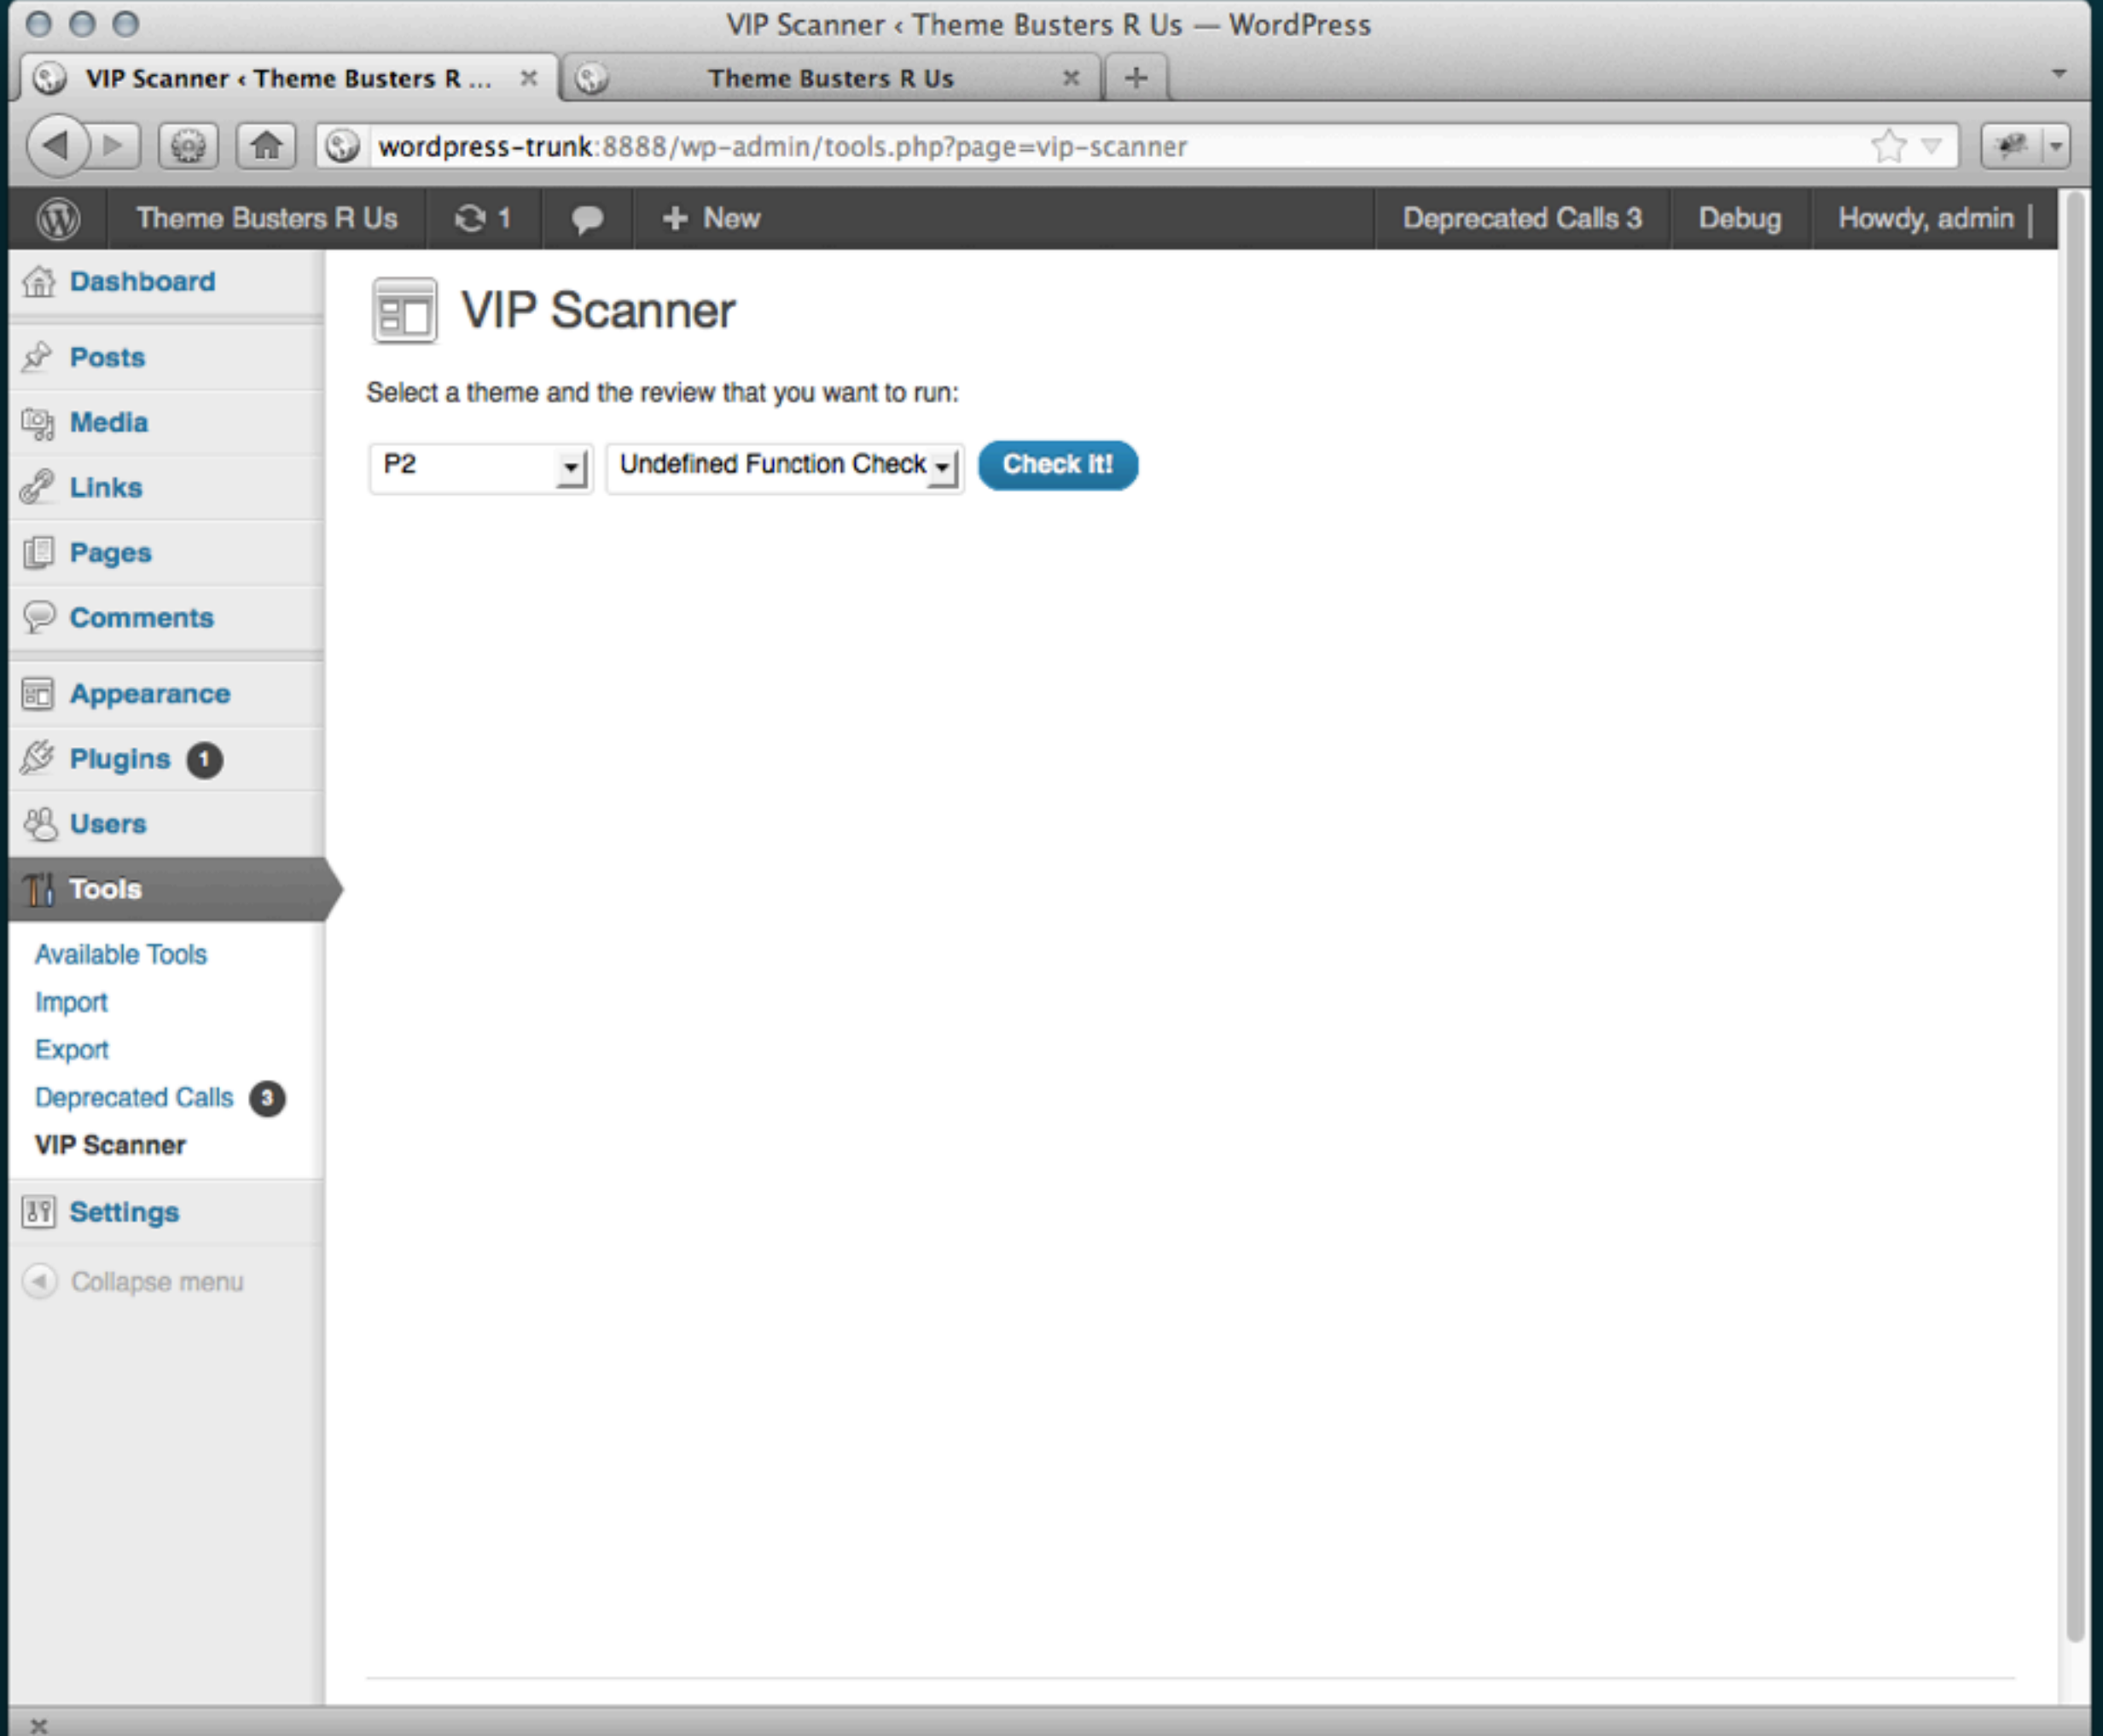 VIP Scanner ‹ Theme Busters R Us — WordPress
VIP Scanner ‹ Theme Busters R ...
Theme Busters R Us
wordpress-trunk:8888/wp-admin/tools.php?page=vip-scanner
Theme Busters R Us 1 + New Deprecated Calls 3 Debug Howdy, admin
Dashboard
Posts
Media
Links
Pages
Comments
Appearance
Plugins 1
Users
Tools
Available Tools
Import
Export
Deprecated Calls 3
VIP Scanner
Settings
Collapse menu
VIP Scanner
Select a theme and the review that you want to run:
P2 Undefined Function Check Check it!